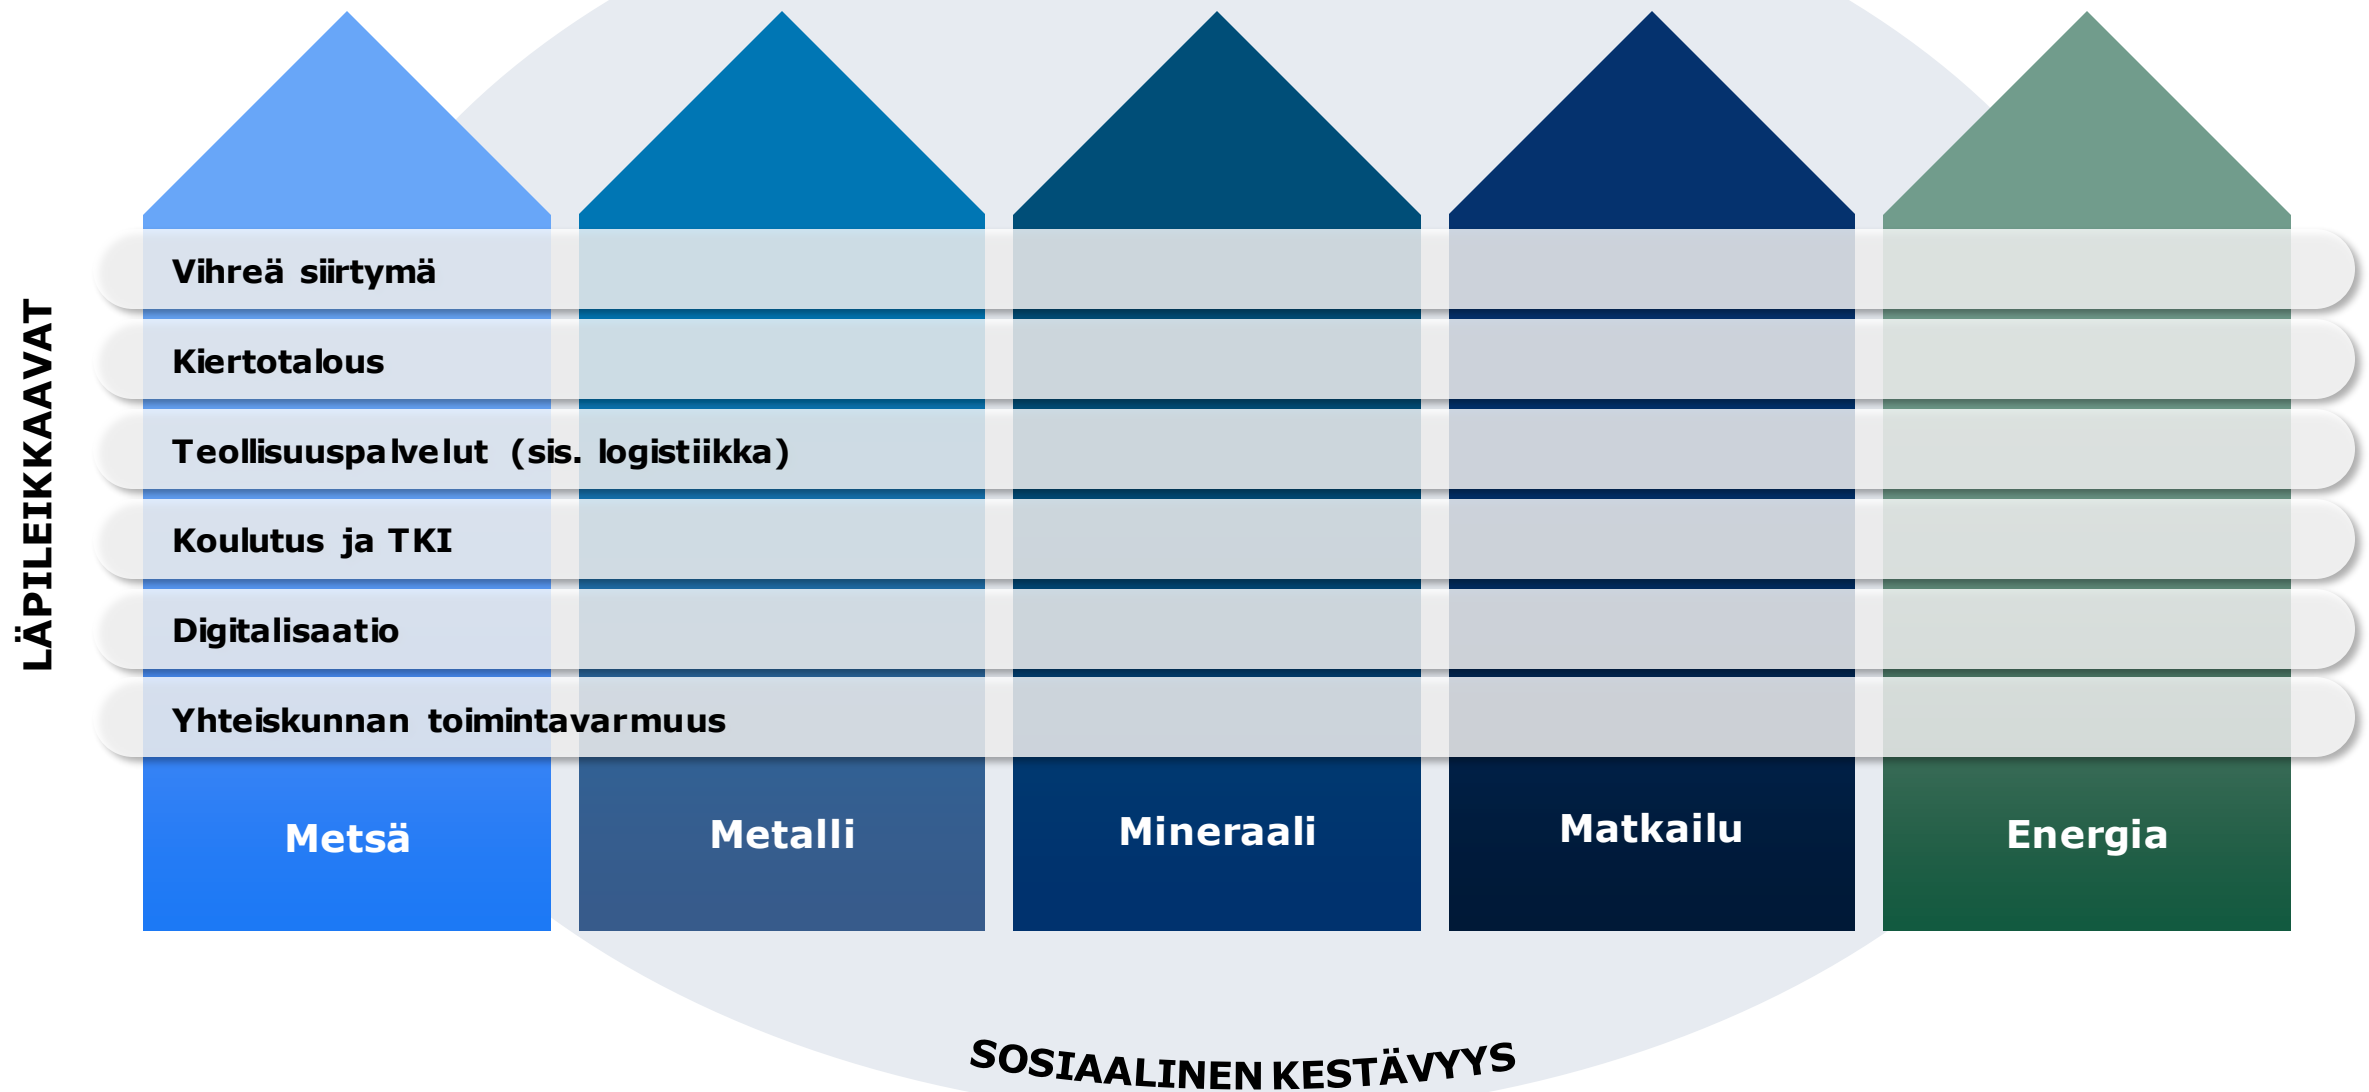 LÄPILEIKKAAVAT
Vihreä siirtymä
Kiertotalous
Teollisuuspalvelut (sis. logistiikka)
Koulutus ja TKI
Digitalisaatio
Yhteiskunnan toimintavarmuus
Metsä
Metalli
Mineraali
Matkailu
Energia
SOSIAALINEN KESTÄVYYS